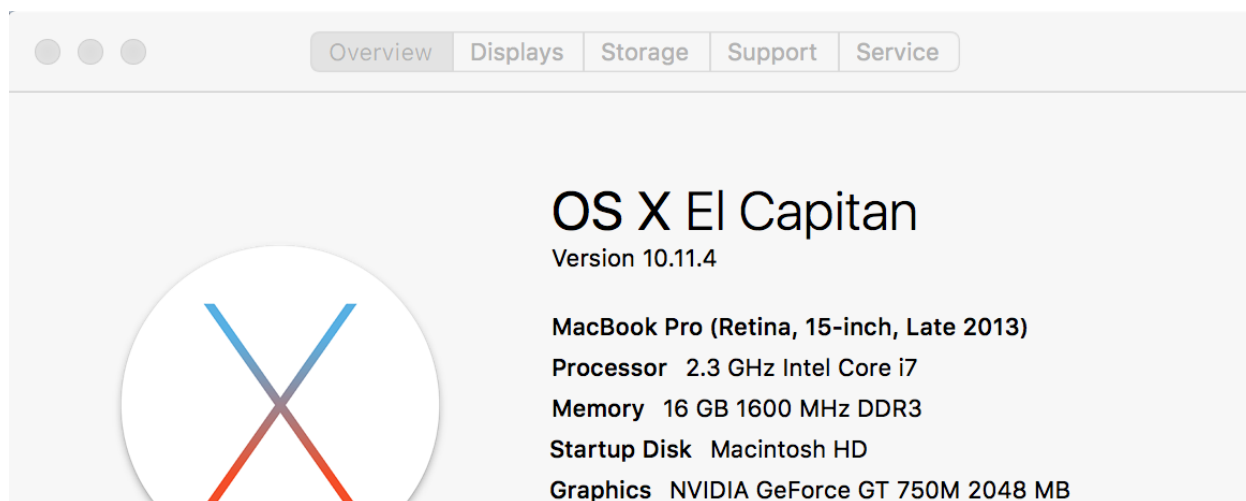 Overview Displays Storage Support Service
OS X El Capitan
Version 10.11.4
MacBook Pro (Retina, 15-inch, Late 2013)
Processor 2.3 GHz Intel Core i7
Memory 16 GB 1600 MHz DDR3
Startup Disk Macintosh HD
Graphics NVIDIA GeForce GT 750M 2048 MB